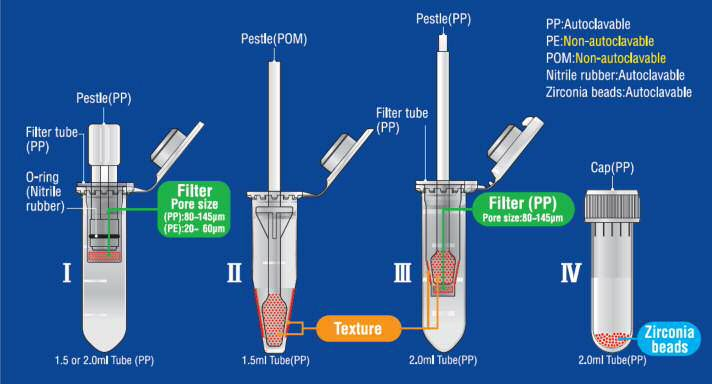 Pestle(PP)
PP:Autoclavable
PE:Non-autoclavable
POM:Non-autoclavable
Nitrile rubber:Autoclavable
Zirconia beads:Autoclavable
Pestle(POM)
Pestle(PP)
Filter tube
(PP)
Filter tube
(PP)
O-ring
(Nitrile
rubber)
Cap(PP)
Filter
Pore size
(PP):80-145μm
(PE):20- 60μm
Filter (PP)
Pore size:80-145μm
I
II
III
IV
Texture
Zirconia
beads
1.5 or 2.0ml Tube (PP)
1.5ml Tube(PP)
2.0ml Tube(PP)
2.0ml Tube(PP)